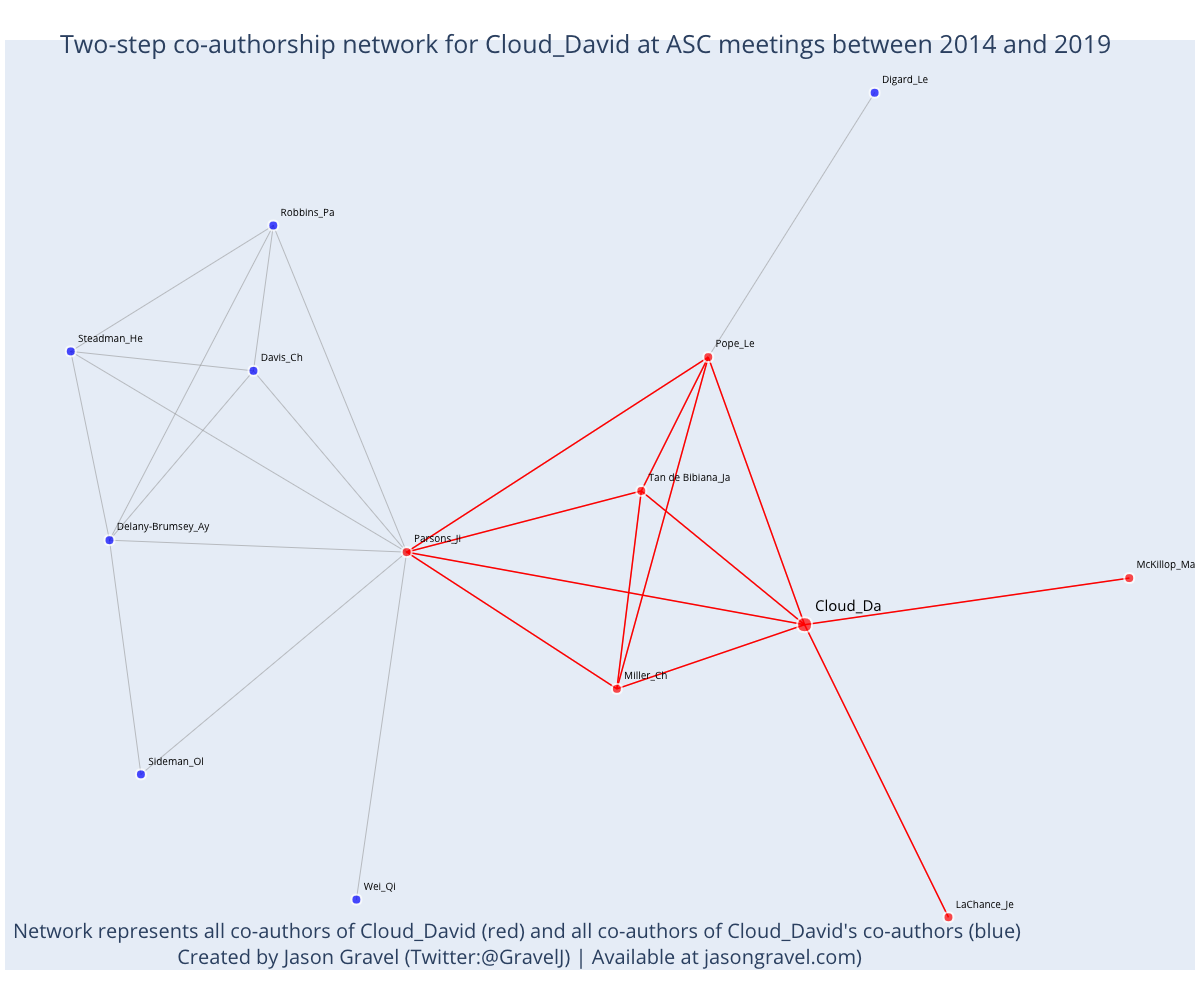 Two-step co-authorship network for Cloud_David at ASC meetings between 2014 and 2019
Digard_Le
Robbins_Pa
Steadman_He
Davis_Ch
Pope_Le
Tan de Bibiana_Ja
Delany-Brumsey_Ay
Parsons_Ji
McKillop_Ma
Cloud_Da
Miller_Ch
Sideman_Ol
Wei_Qi
LaChance_Je
Network represents all co-authors of Cloud_David (red) and all co-authors of Cloud_David's co-authors (blue)
Created by Jason Gravel (Twitter:@GravelJ) | Available at jasongravel.com)